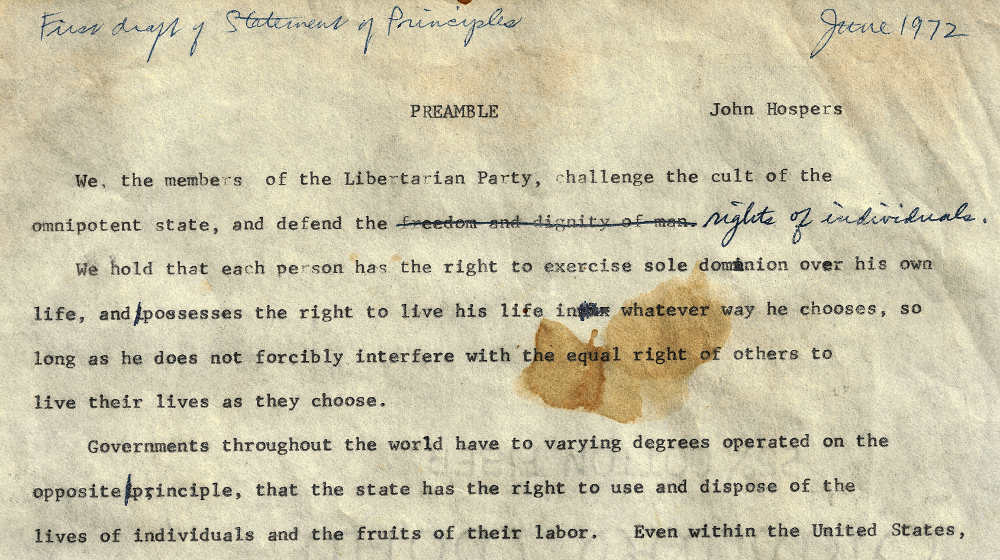 First draft of Statement of Principles June 1972
PREAMBLE John Hospers
We, the members of the Libertarian Party, challenge the cult of the
omnipotent state, and defend the freedom and dignity of man. rights of individuals.
We hold that each person has the right to exercise sole dominion over his own
life, and possesses the right to live his life in whatever way he chooses, so
long as he does not forcibly interfere with the equal right of others to
live their lives as they choose.
Governments throughout the world have to varying degrees operated on the
opposite principle, that the state has the right to use and dispose of the
lives of individuals and the fruits of their labor. Even within the United States,